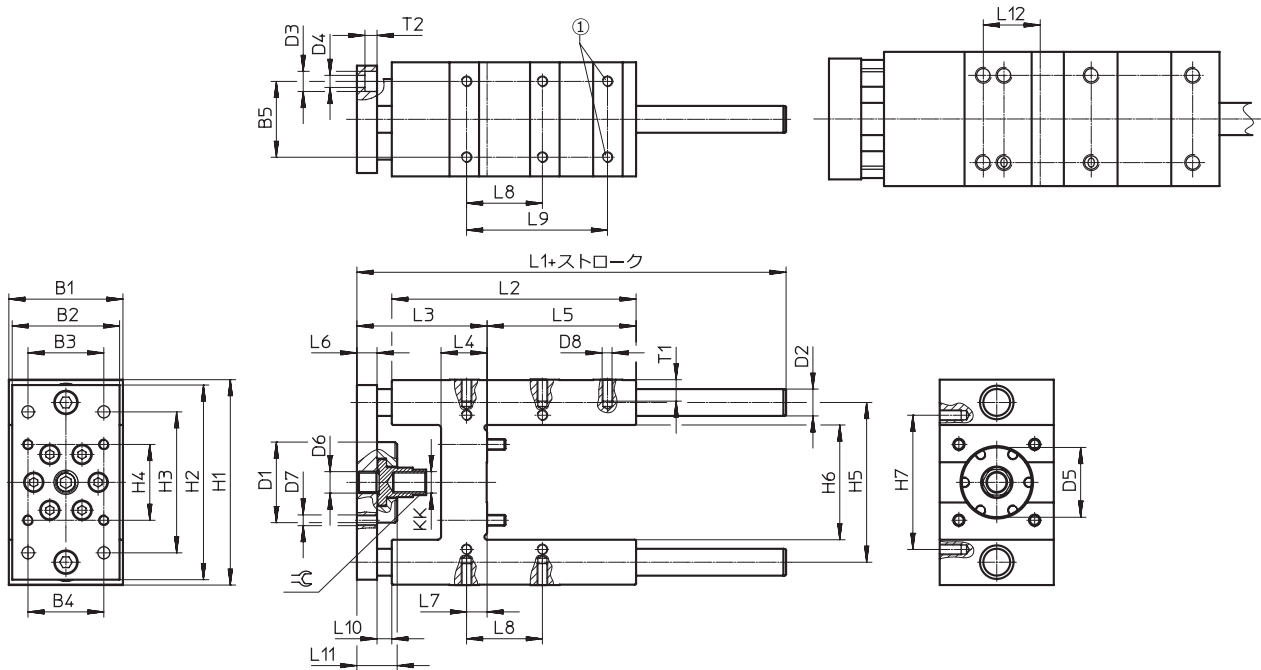 D3
D4
T2
①
L12
B5
L8
L9
L1+ストローク
B1
L2
B2
L3
L5
B3
L6
L4
D8
T1
D2
D1
D6
D7
KK
H4
H3
H2
H1
H6
H5
H7
D5
B4
L7
L10
L8
L11